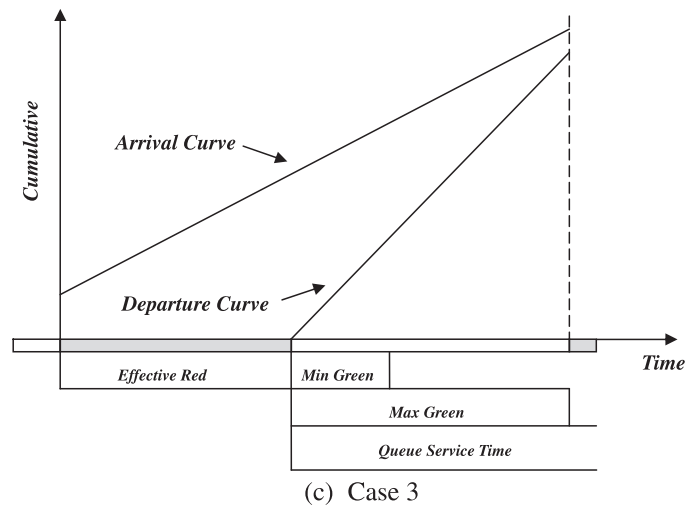 Cumulative
Arrival Curve
Departure Curve
Time
Effective Red
Min Green
Max Green
Queue Service Time
(c) Case 3